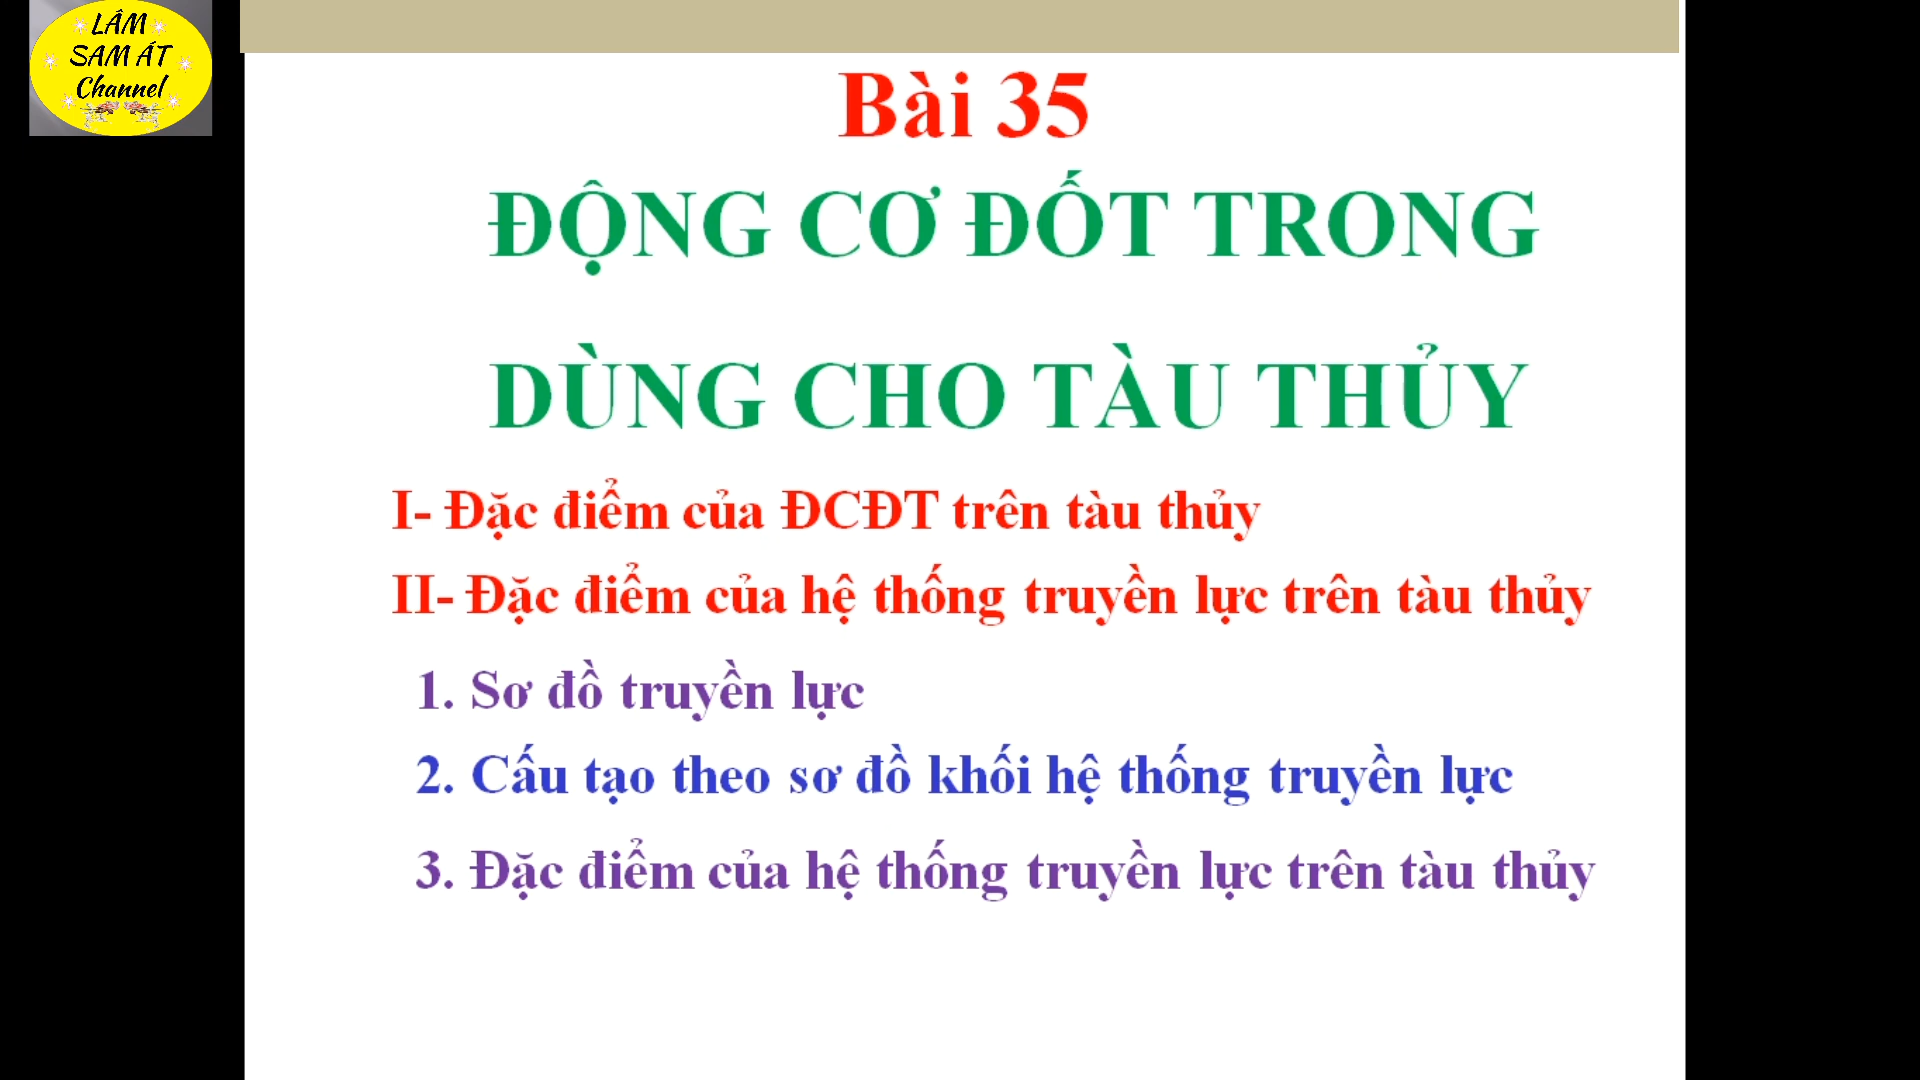 LÂM
SAM ÁT
Channel
Bài 35
ĐỘNG CƠ ĐỐT TRONG
DÙNG CHO TÀU THỦY
I- Đặc điểm của ĐCĐT trên tàu thủy
II- Đặc điểm của hệ thống truyền lực trên tàu thủy
1. Sơ đồ truyền lực
2. Cấu tạo theo sơ đồ khối hệ thống truyền lực
3. Đặc điểm của hệ thống truyền lực trên tàu thủy